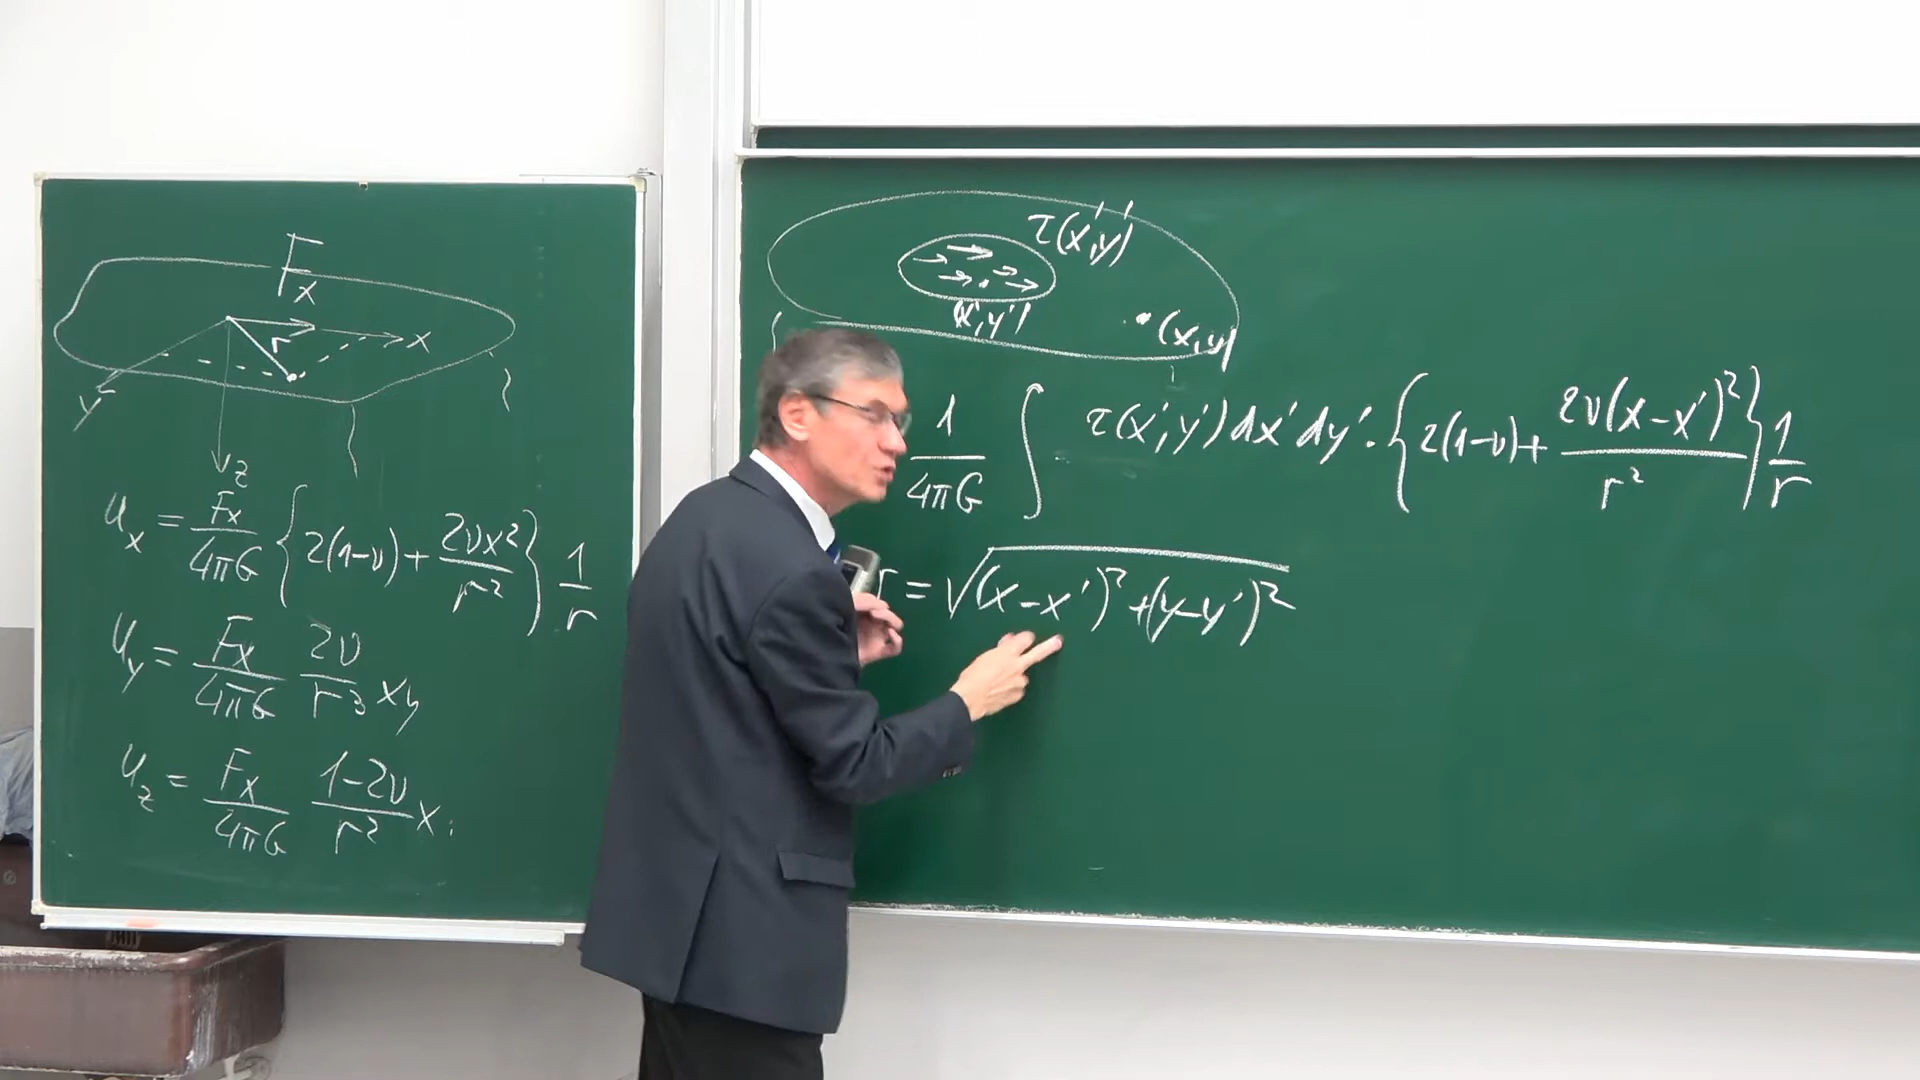 F_x
r
x
y
z
u_x = F_x/4πG {2(1-ν) + 2νx²/r²} 1/r
u_y = F_x/4πG 2ν/r³ xy
u_z = F_x/4πG 1-2ν/r² x.
τ(x',y')
(x',y')
(x,y)
1/4πG ∫ τ(x',y')dx'dy'·{2(1-ν) + 2ν(x-x')²/r²} 1/r
r = √(x-x')²+(y-y')²